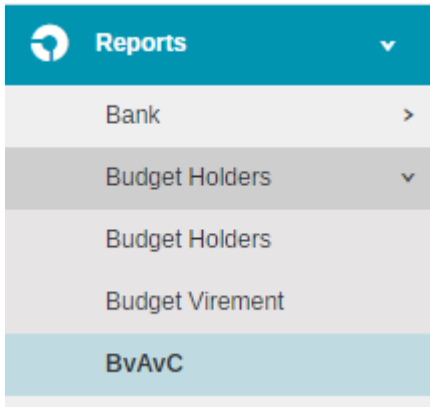 Reports
Bank
Budget Holders
Budget Holders
Budget Virement
BvAvC